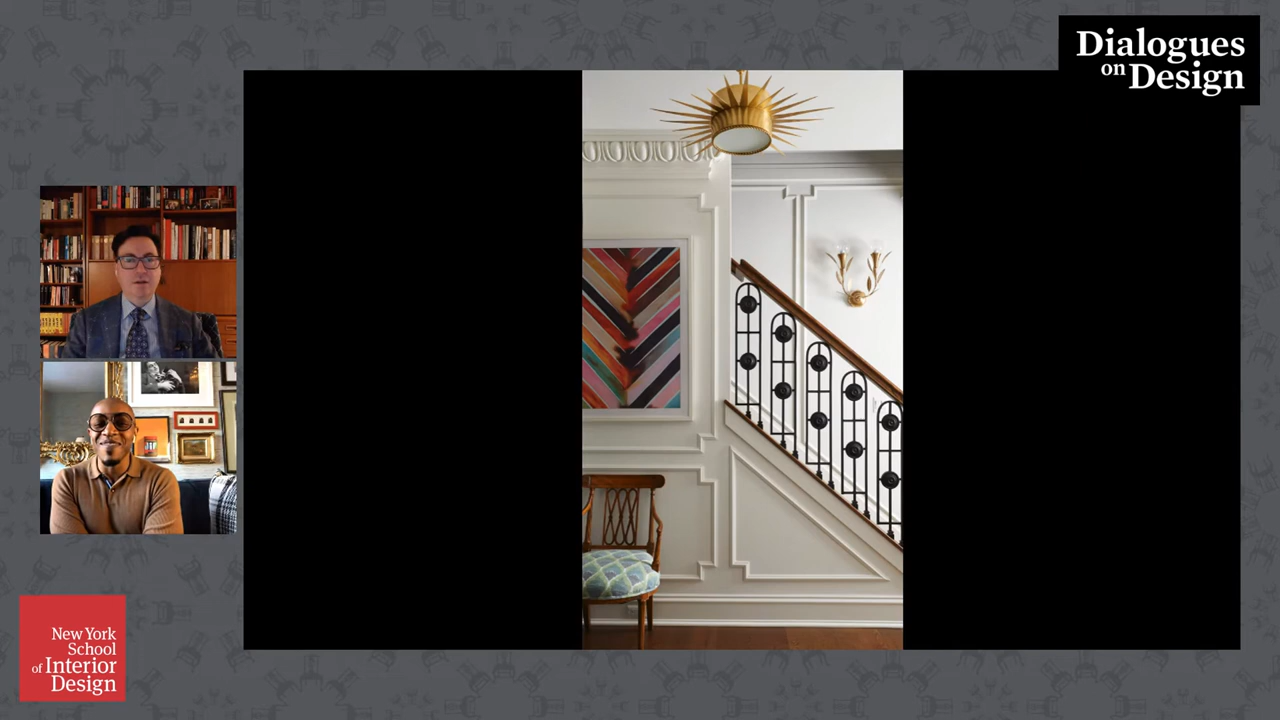 Dialogues
on Design
New York
School
of Interior
Design